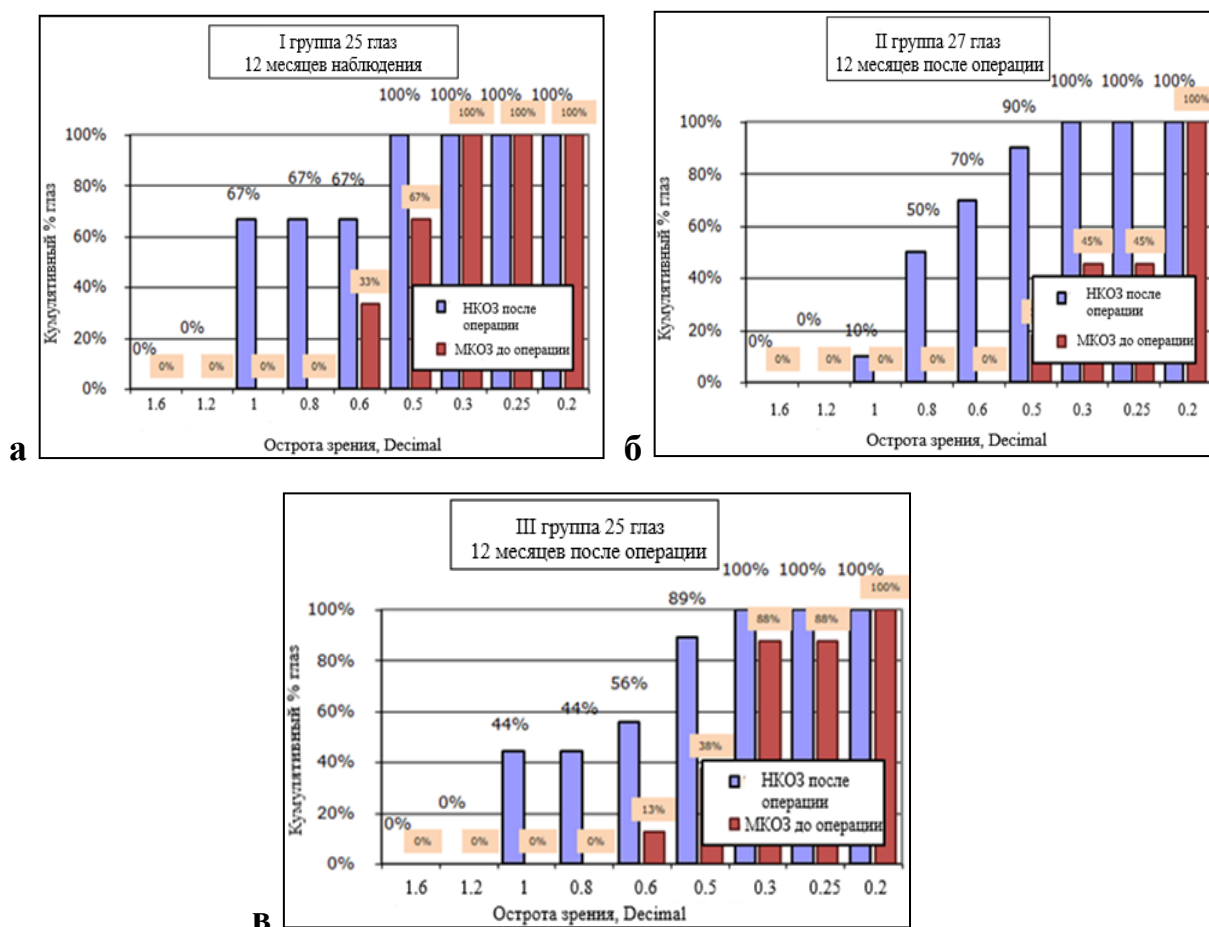 I группа 25 глаз
12 месяцев наблюдения
100% 100% 100% 100%
100% 100% 100%
100%
80%
67% 67% 67%
67%
60%
40%
33%
20%
0% 0%
0% 0% 0% 0%
0%
Кумулятивный % глаз
НКОЗ после
операции
МКОЗ до операции
1.6 1.2 1 0.8 0.6 0.5 0.3 0.25 0.2
Острота зрения, Decimal
а
II группа 27 глаз
12 месяцев после операции
100% 100% 100%
100%
90%
100%
80%
70%
60%
50%
45% 45%
40%
20%
0% 0% 10%
0% 0% 0% 0% 0%
0%
Кумулятивный % глаз
НКОЗ после
операции
МКОЗ до операции
1.6 1.2 1 0.8 0.6 0.5 0.3 0.25 0.2
Острота зрения, Decimal
б
III группа 25 глаз
12 месяцев после операции
100% 100% 100%
100%
89%
88% 88%
100%
80%
60%
56%
44% 44%
40%
38%
20%
13%
0% 0%
0% 0% 0% 0%
0%
Кумулятивный % глаз
НКОЗ после
операции
МКОЗ до операции
1.6 1.2 1 0.8 0.6 0.5 0.3 0.25 0.2
Острота зрения, Decimal
в